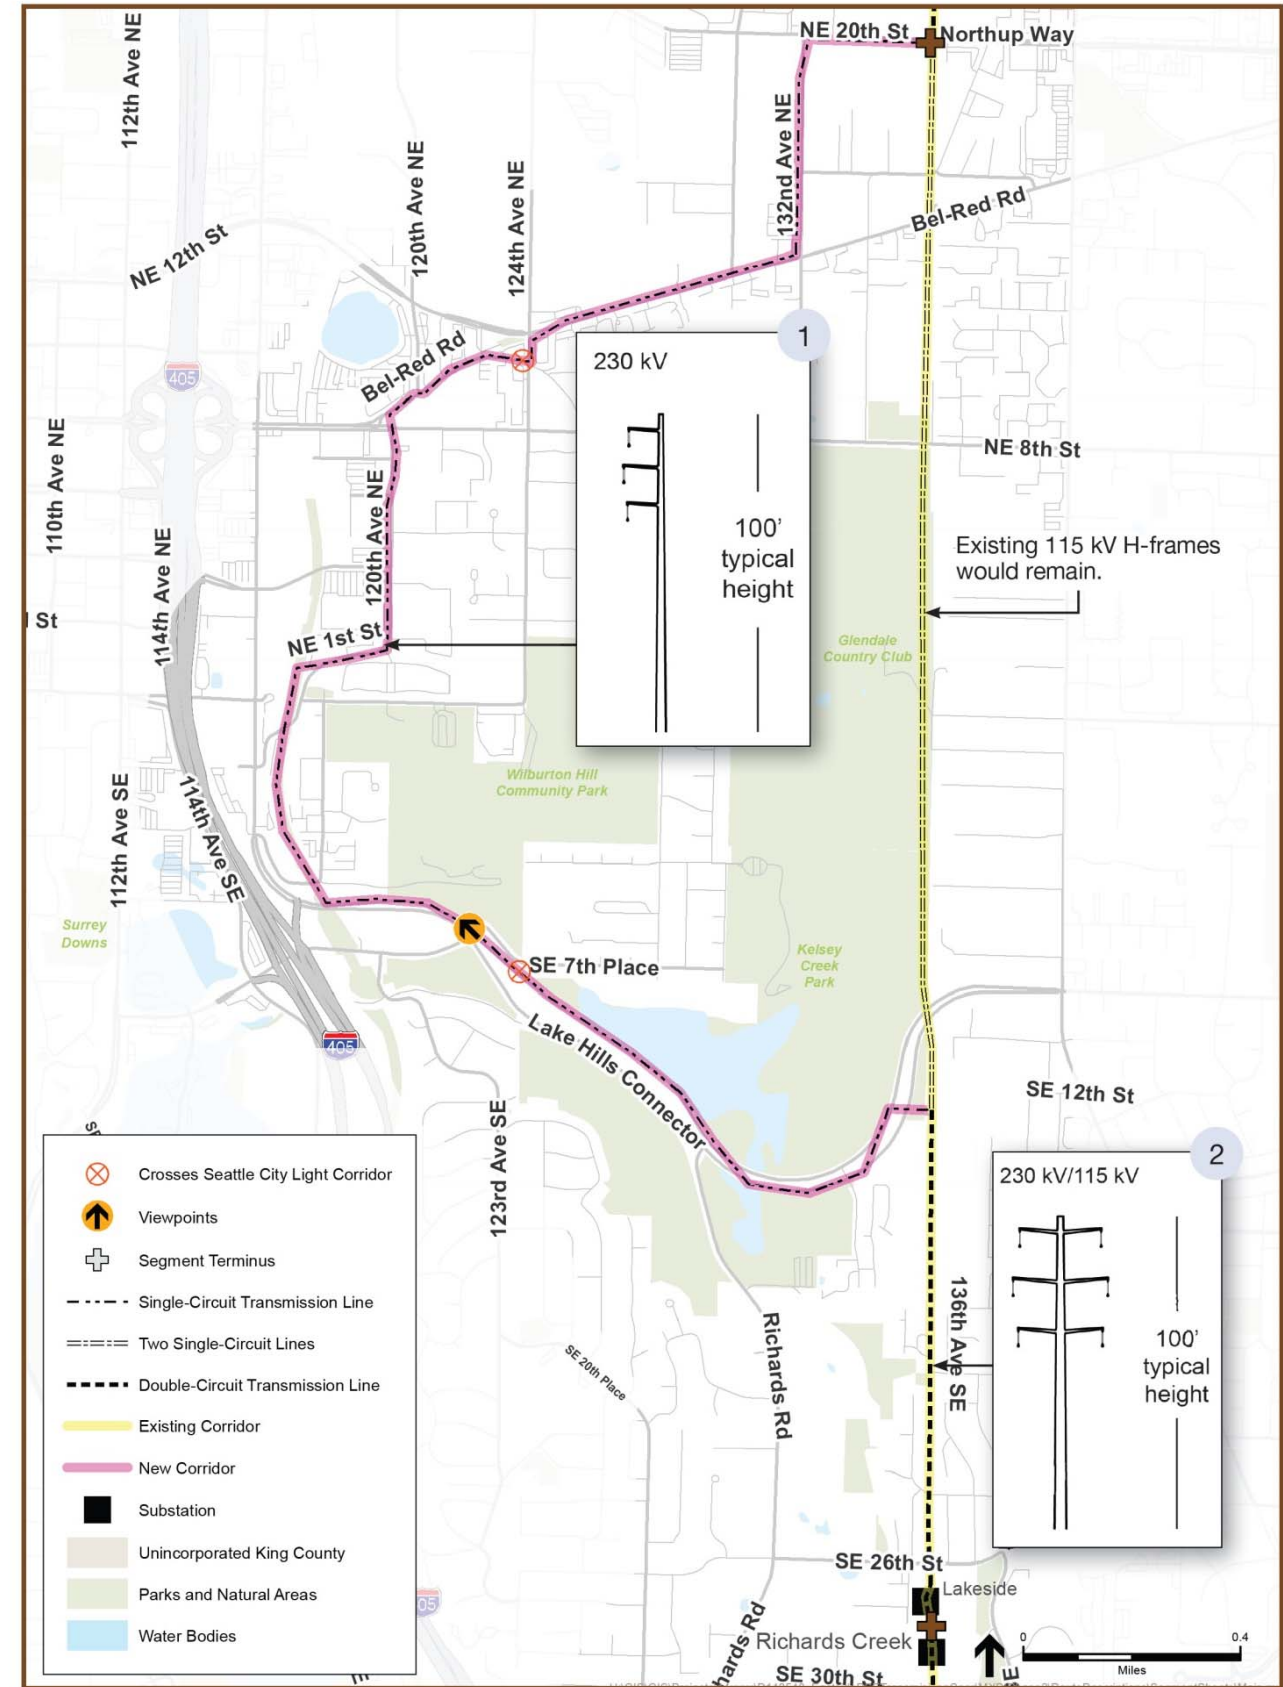 NE 20th St
Northup Way
112th Ave NE
132nd Ave NE
120th Ave NE
124th Ave NE
Bel-Red Rd
NE 12th St
405
Bel-Red Rd
1
230 kV
100’
typical
height
110th Ave NE
NE 8th St
114th Ave NE
120th Ave NE
Existing 115 kV H-frames
would remain.
St
NE 1st St
Glendale
Country Club
Wilburton Hill
Community Park
112th Ave SE
114th Ave SE
Surrey
Downs
Kelsey
Creek
Park
SE 7th Place
Lake Hills Connector
405
SE 12th St
123rd Ave SE
2
230 kV/115 kV
100’
typical
height
136th Ave SE
Richards Rd
SE 20th Place
SE 26th St
Lakeside
Richards Creek
hards Rd
SE 30th St
SE
05
0
0.4
Miles
Crosses Seattle City Light Corridor
Viewpoints
Segment Terminus
Single-Circuit Transmission Line
Two Single-Circuit Lines
Double-Circuit Transmission Line
Existing Corridor
New Corridor
Substation
Unincorporated King County
Parks and Natural Areas
Water Bodies